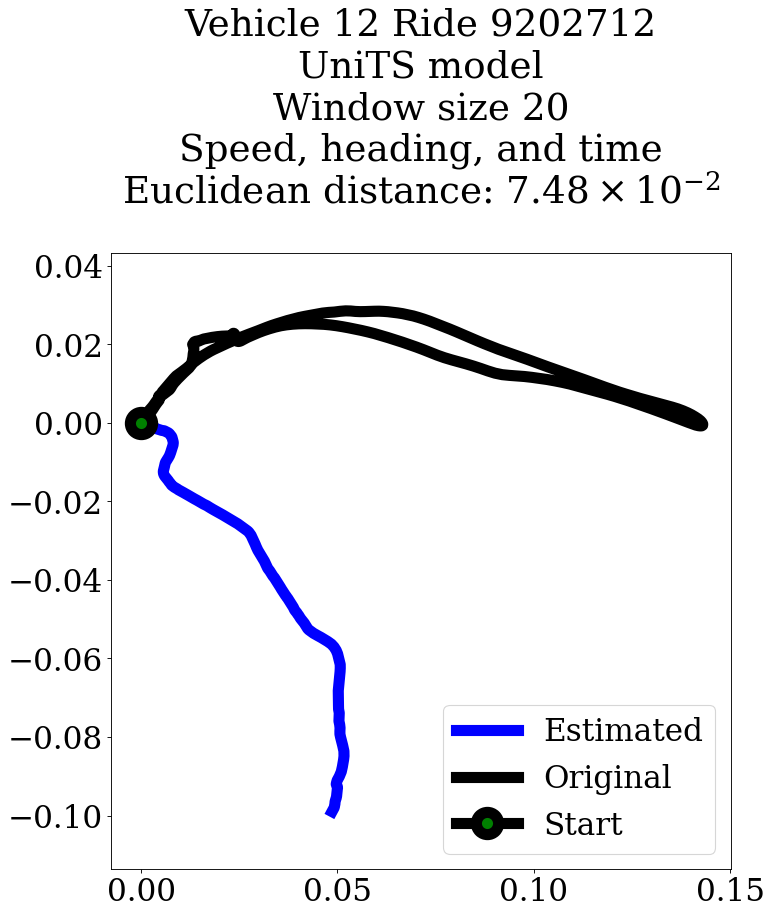 Vehicle 12 Ride 9202712
UniTS model
Window size 20
Speed, heading, and time
Euclidean distance: 7.48 × 10⁻²
0.04
0.02
0.00
−0.02
−0.04
−0.06
−0.08
−0.10
0.00 0.05 0.10 0.15
Estimated
Original
Start